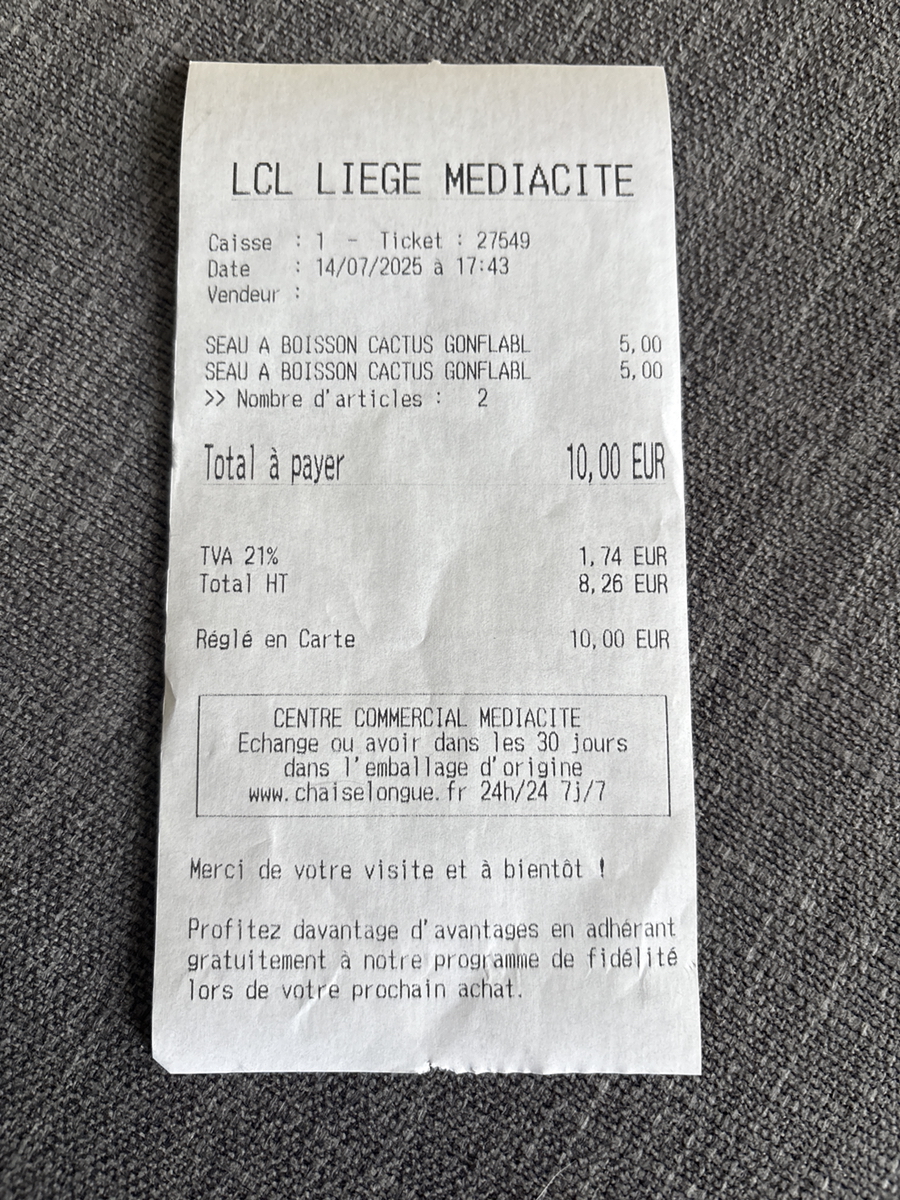 LCL LIEGE MEDIACITE
Caisse : 1 - Ticket : 27549
Date : 14/07/2025 à 17:43
Vendeur :
SEAU A BOISSON CACTUS GONFLABL 5,00
SEAU A BOISSON CACTUS GONFLABL 5,00
>> Nombre d'articles : 2
Total à payer 10,00 EUR
TVA 21% 1,74 EUR
Total HT 8,26 EUR
Réglé en Carte 10,00 EUR
CENTRE COMMERCIAL MEDIACITE
Echange ou avoir dans les 30 jours
dans l'emballage d'origine
www.chaiselongue.fr 24h/24 7j/7
Merci de votre visite et à bientôt !
Profitez davantage d'avantages en adhérant
gratuitement à notre programme de fidélité
lors de votre prochain achat.